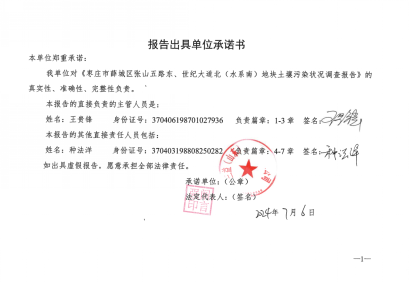 报告出具单位承诺书
本单位郑重承诺：
我单位对《枣庄市薛城区张山五路东、世纪大道北（水系南）地块土壤污染状况调查报告》的
真实性、准确性、完整性负责。
本报告的直接负责的主管人员是：
姓名：王贵锋 身份证号：370406198701027936 负责篇章：1-3 章 签名：
本报告的其他直接责任人员包括：
姓名：种法洋 身份证号：370403198808250282 负责篇章：4-7 章 签名：种法洋
如出具虚假报告，愿意承担全部法律责任。
承诺单位：（公章）
法定代表人：（签名）
2024年7月6日
—1—